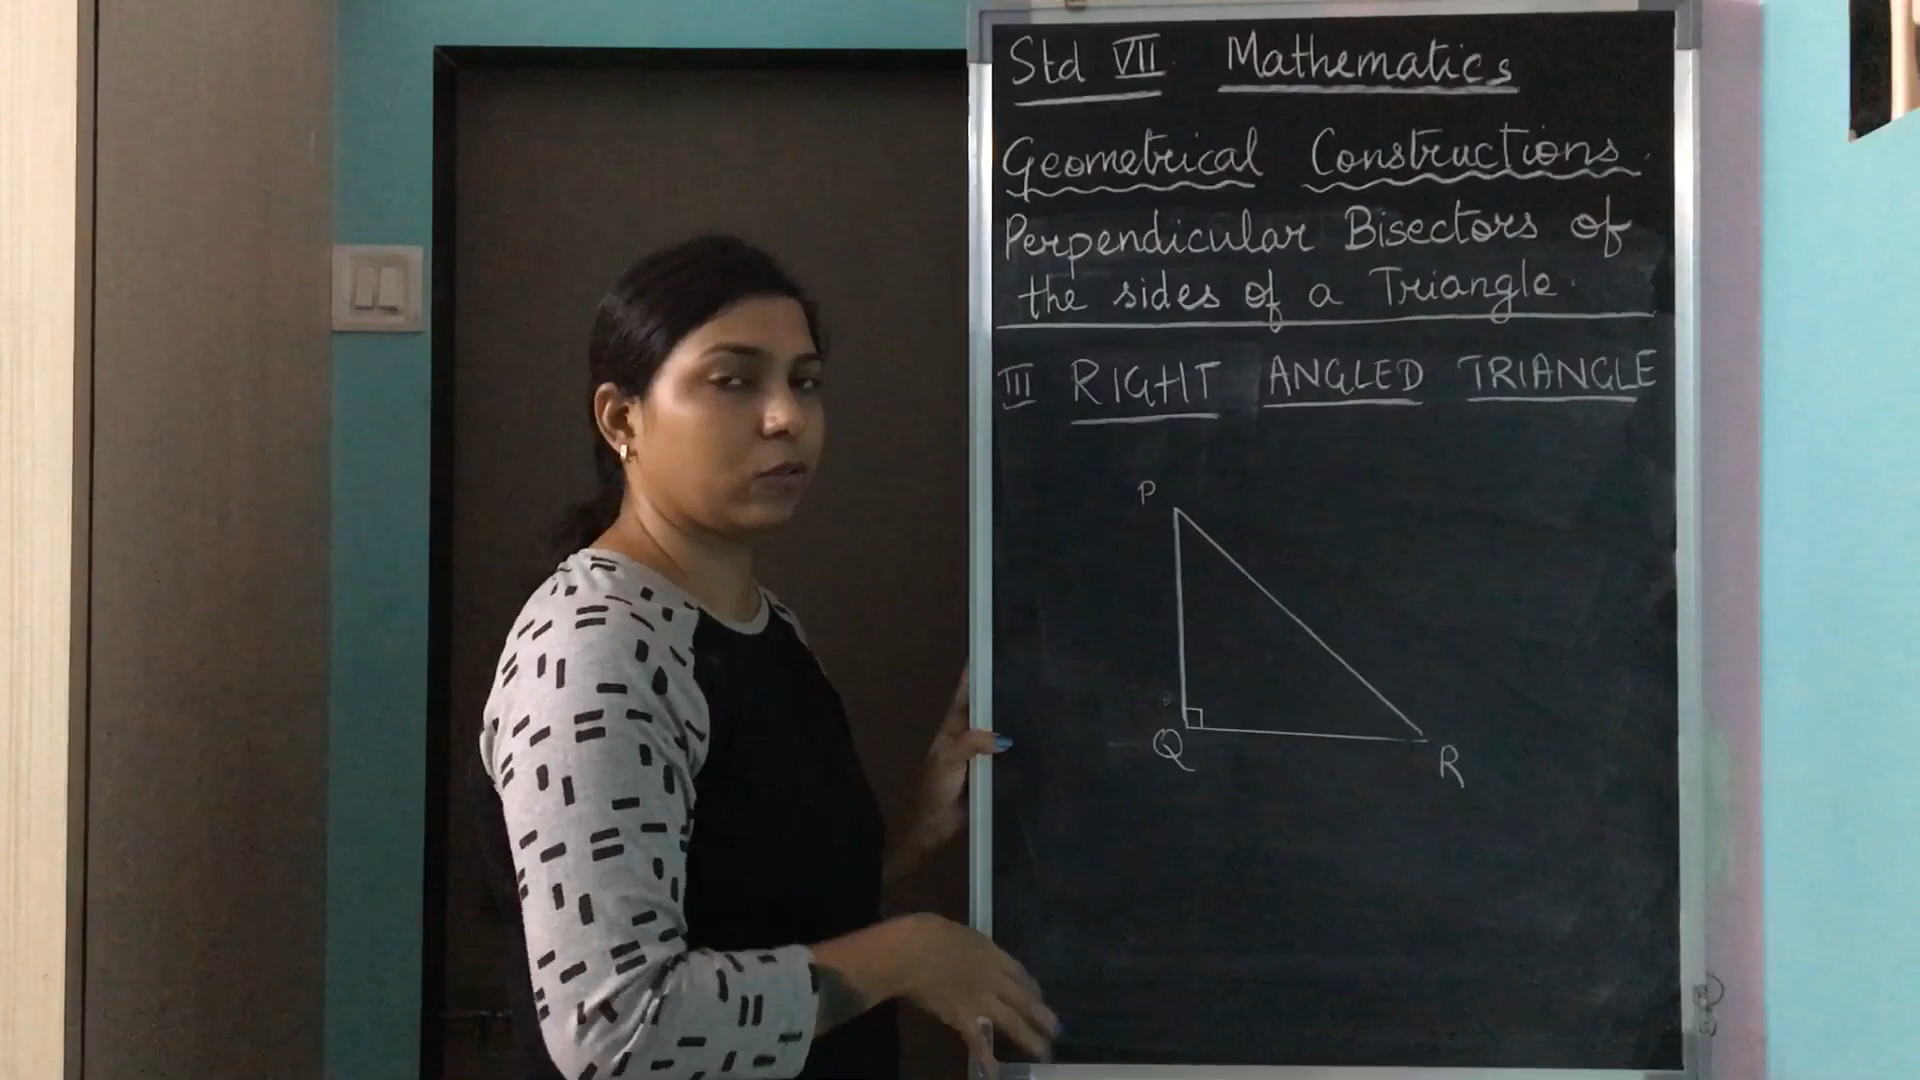 Std VII Mathematics
Geometrical Constructions.
Perpendicular Bisectors of
the sides of a Triangle.
III RIGHT ANGLED TRIANGLE
P
Q
R